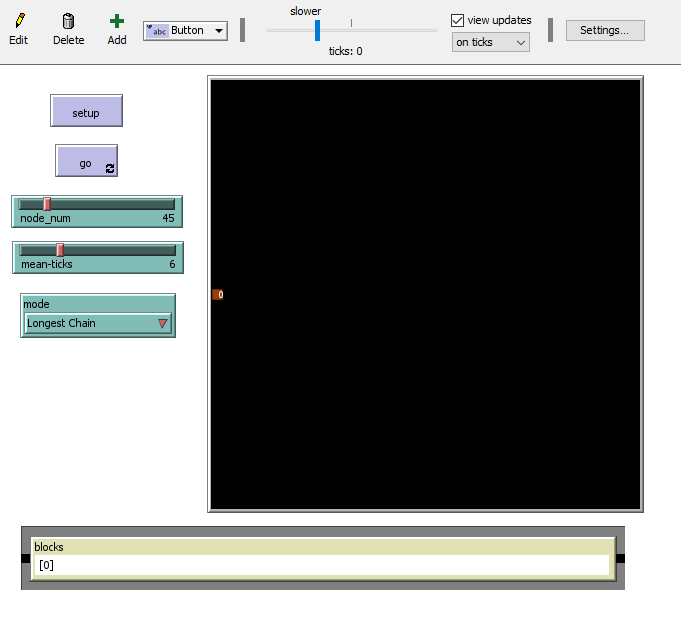 slower
Edit
Delete
Add
abc Button
ticks: 0
view updates
on ticks
Settings...
setup
go
node_num 45
mean-ticks 6
mode
Longest Chain
0
blocks
[0]